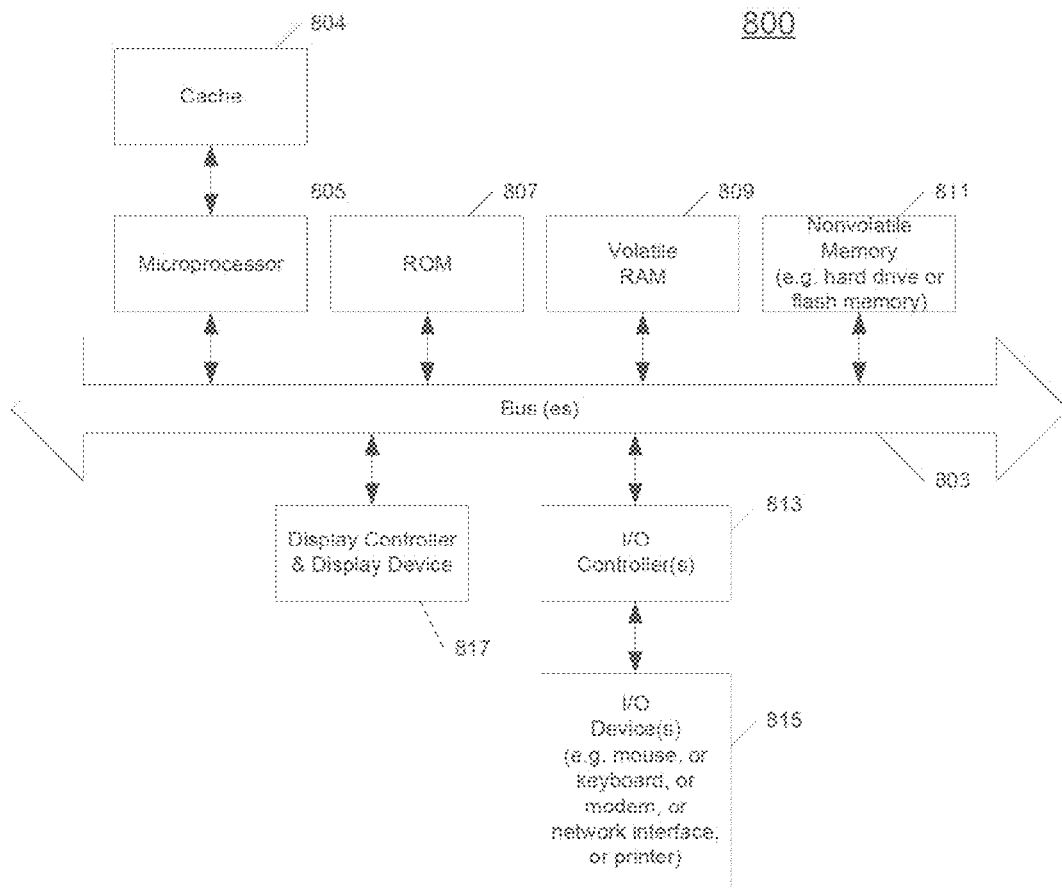 800
804
Cache
805
807
809
811
Microprocessor
ROM
Volatile
RAM
Nonvolatile
Memory
(e.g. hard drive or
flash memory)
Bus (es)
803
813
Display Controller
& Display Device
I/O
Controller(s)
817
815
I/O
Device(s)
(e.g. mouse, or
keyboard, or
modem, or
network interface,
or printer)